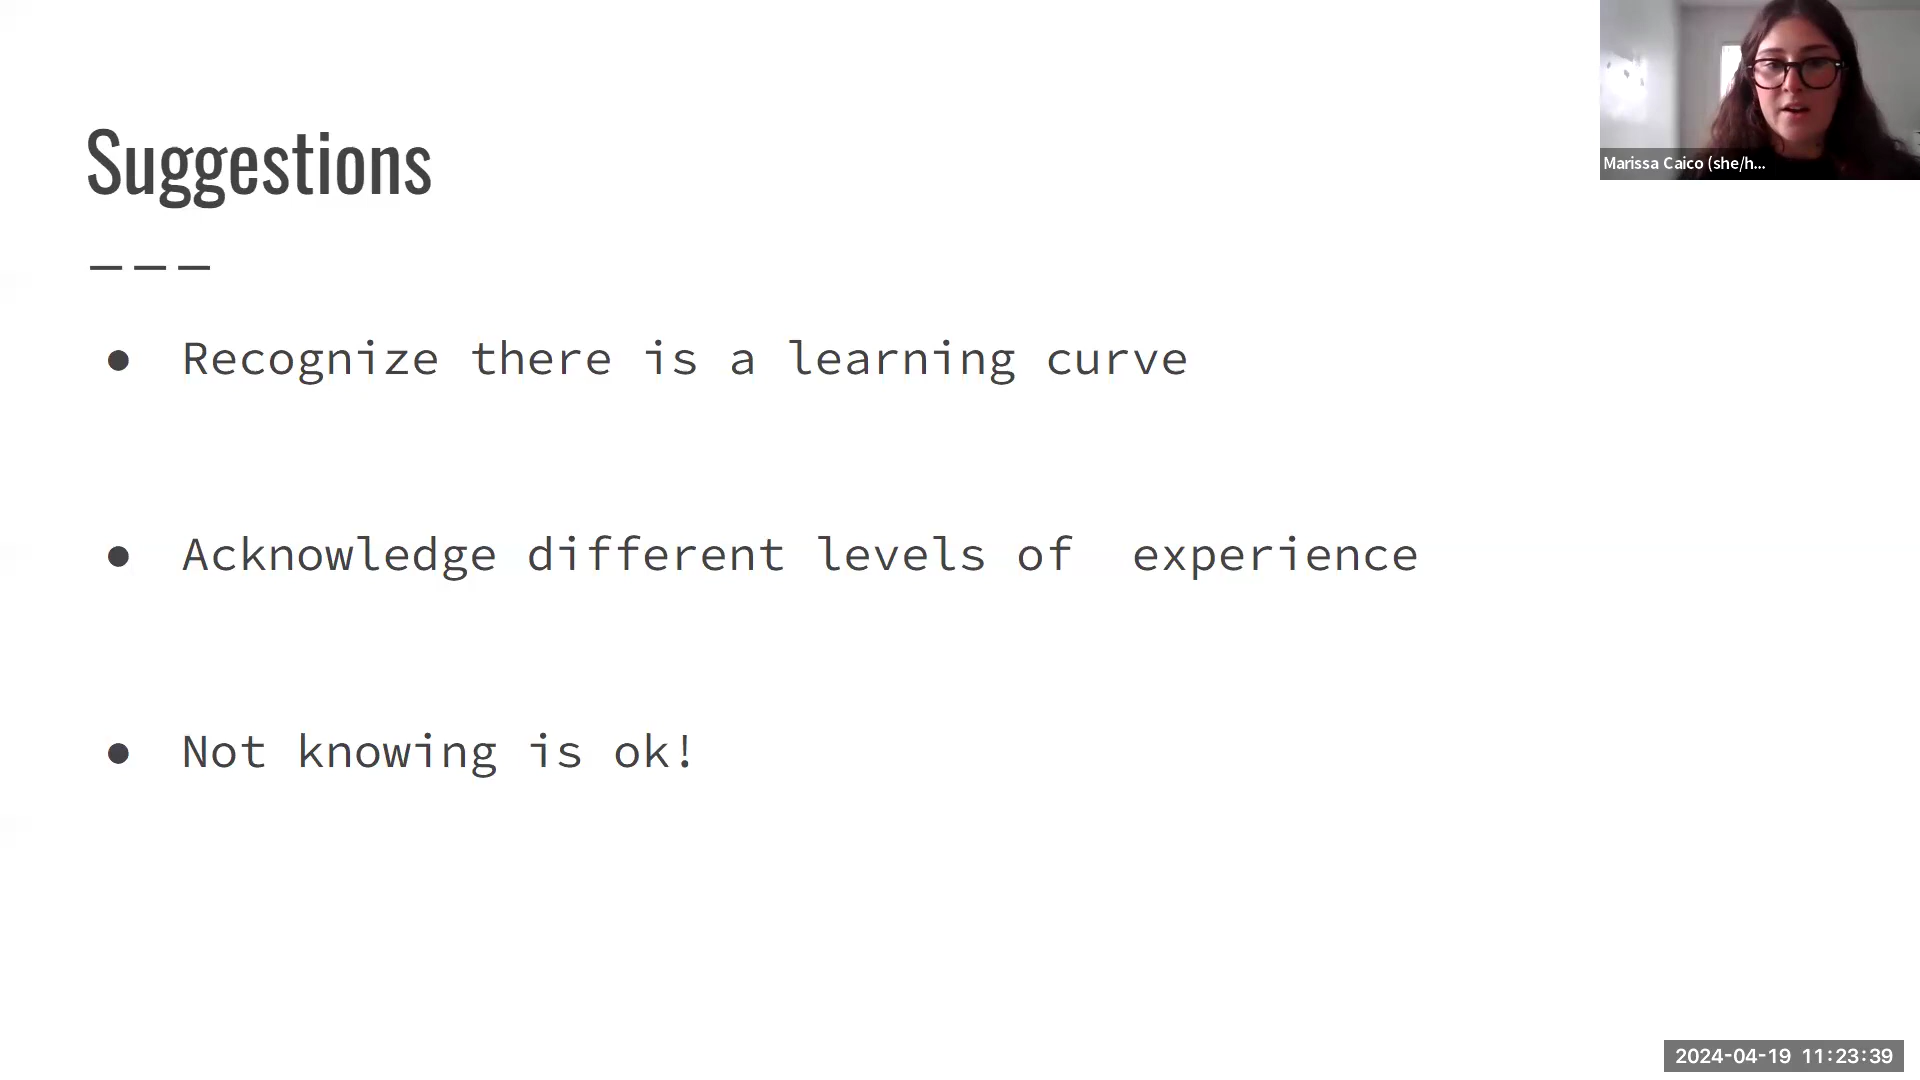 Marissa Caico (she/h...
Suggestions
● Recognize there is a learning curve
● Acknowledge different levels of  experience
● Not knowing is ok!
2024-04-19 11:23:39